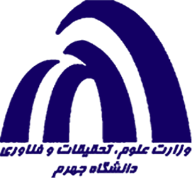 وزارت علوم، تحقیقات و فناوری
دانشگاه جهرم